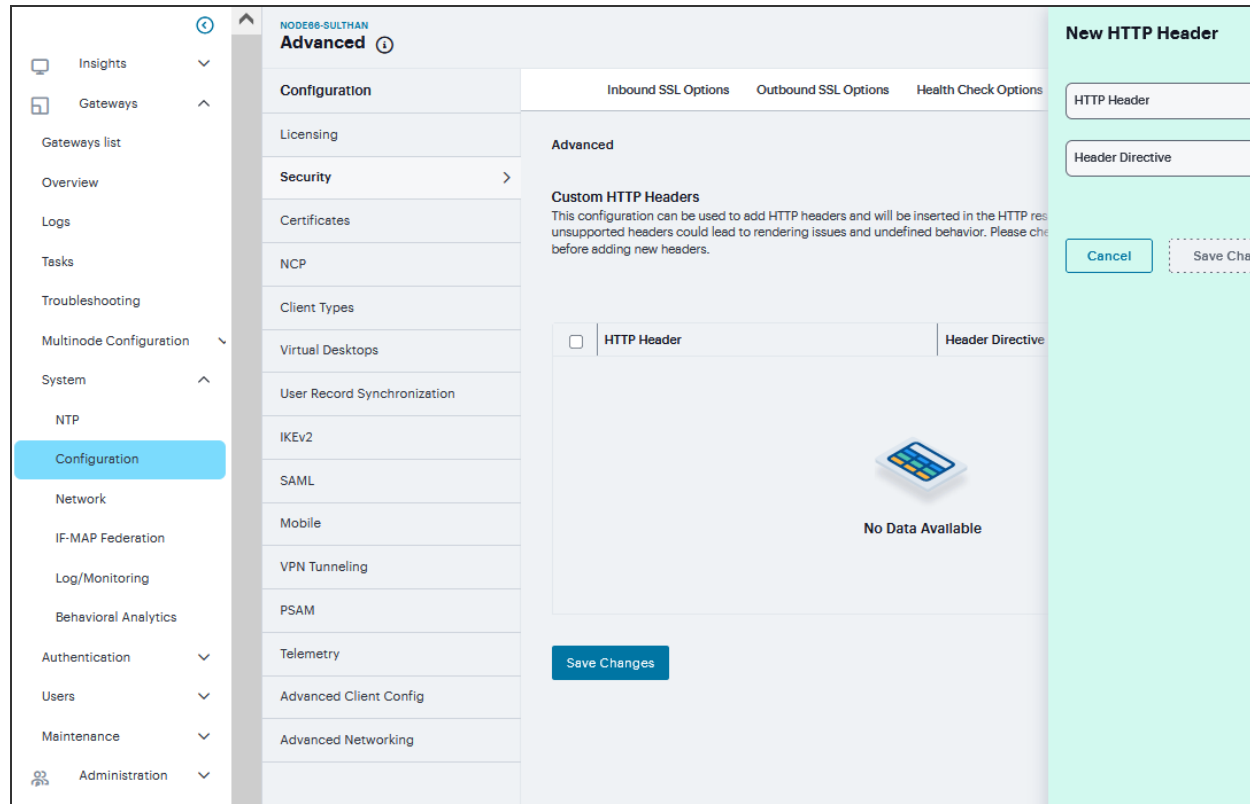 Insights
Gateways
Gateways list
Overview
Logs
Tasks
Troubleshooting
Multinode Configuration
System
NTP
Configuration
Network
IF-MAP Federation
Log/Monitoring
Behavioral Analytics
Authentication
Users
Maintenance
Administration
NODE66-SULTHAN
Advanced
Configuration
Licensing
Security
Certificates
NCP
Client Types
Virtual Desktops
User Record Synchronization
IKEv2
SAML
Mobile
VPN Tunneling
PSAM
Telemetry
Advanced Client Config
Advanced Networking
Inbound SSL Options Outbound SSL Options Health Check Options
Advanced
Custom HTTP Headers
This configuration can be used to add HTTP headers and will be inserted in the HTTP res
unsupported headers could lead to rendering issues and undefined behavior. Please che
before adding new headers.
HTTP Header Header Directive
No Data Available
Save Changes
New HTTP Header
HTTP Header
Header Directive
Cancel Save Cha